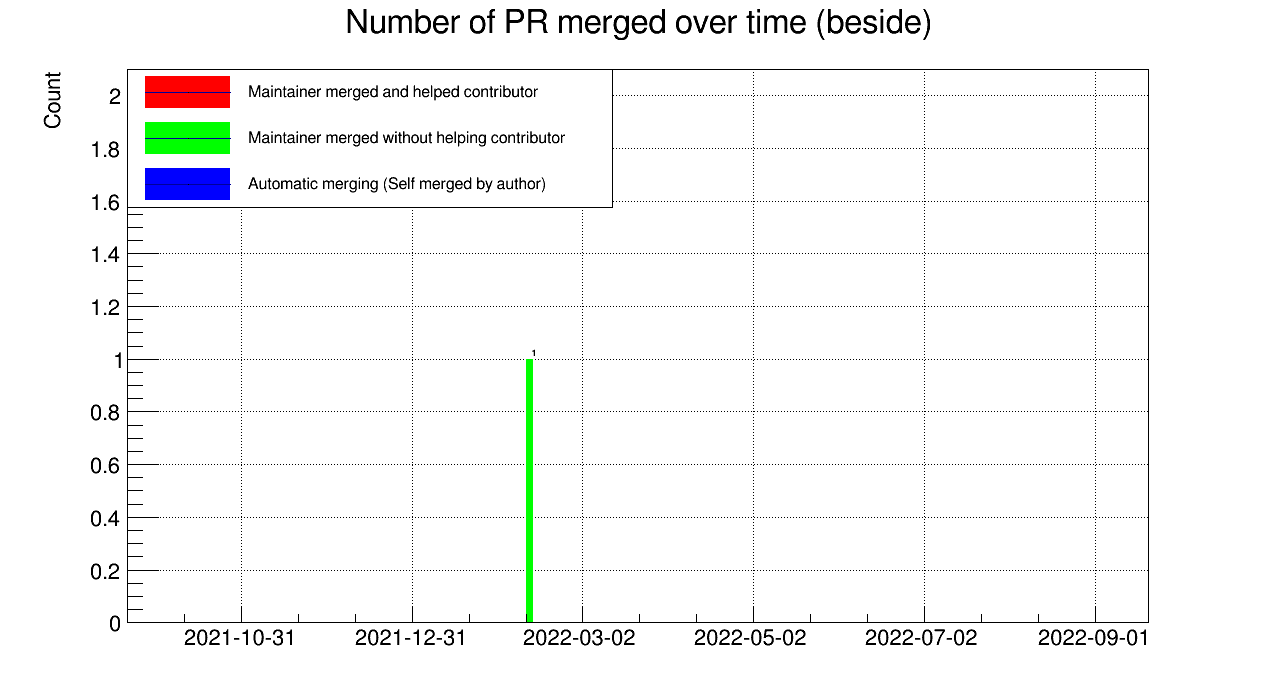 Number of PR merged over time (beside)
Count
Maintainer merged and helped contributor
Maintainer merged without helping contributor
Automatic merging (Self merged by author)
2
1.8
1.6
1.4
1.2
1
0.8
0.6
0.4
0.2
0
1
2021-10-31 2021-12-31 2022-03-02 2022-05-02 2022-07-02 2022-09-01